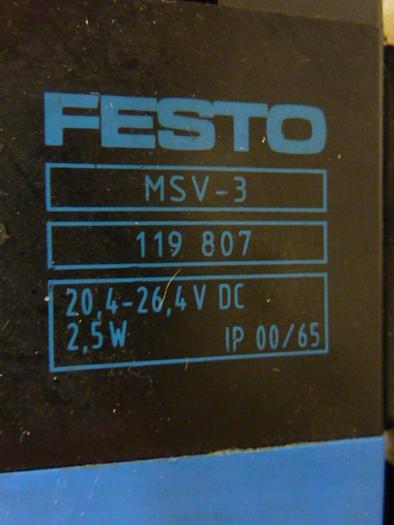 FESTO
MSV-3
119 807
20,4-26,4V DC
2,5W IP 00/65